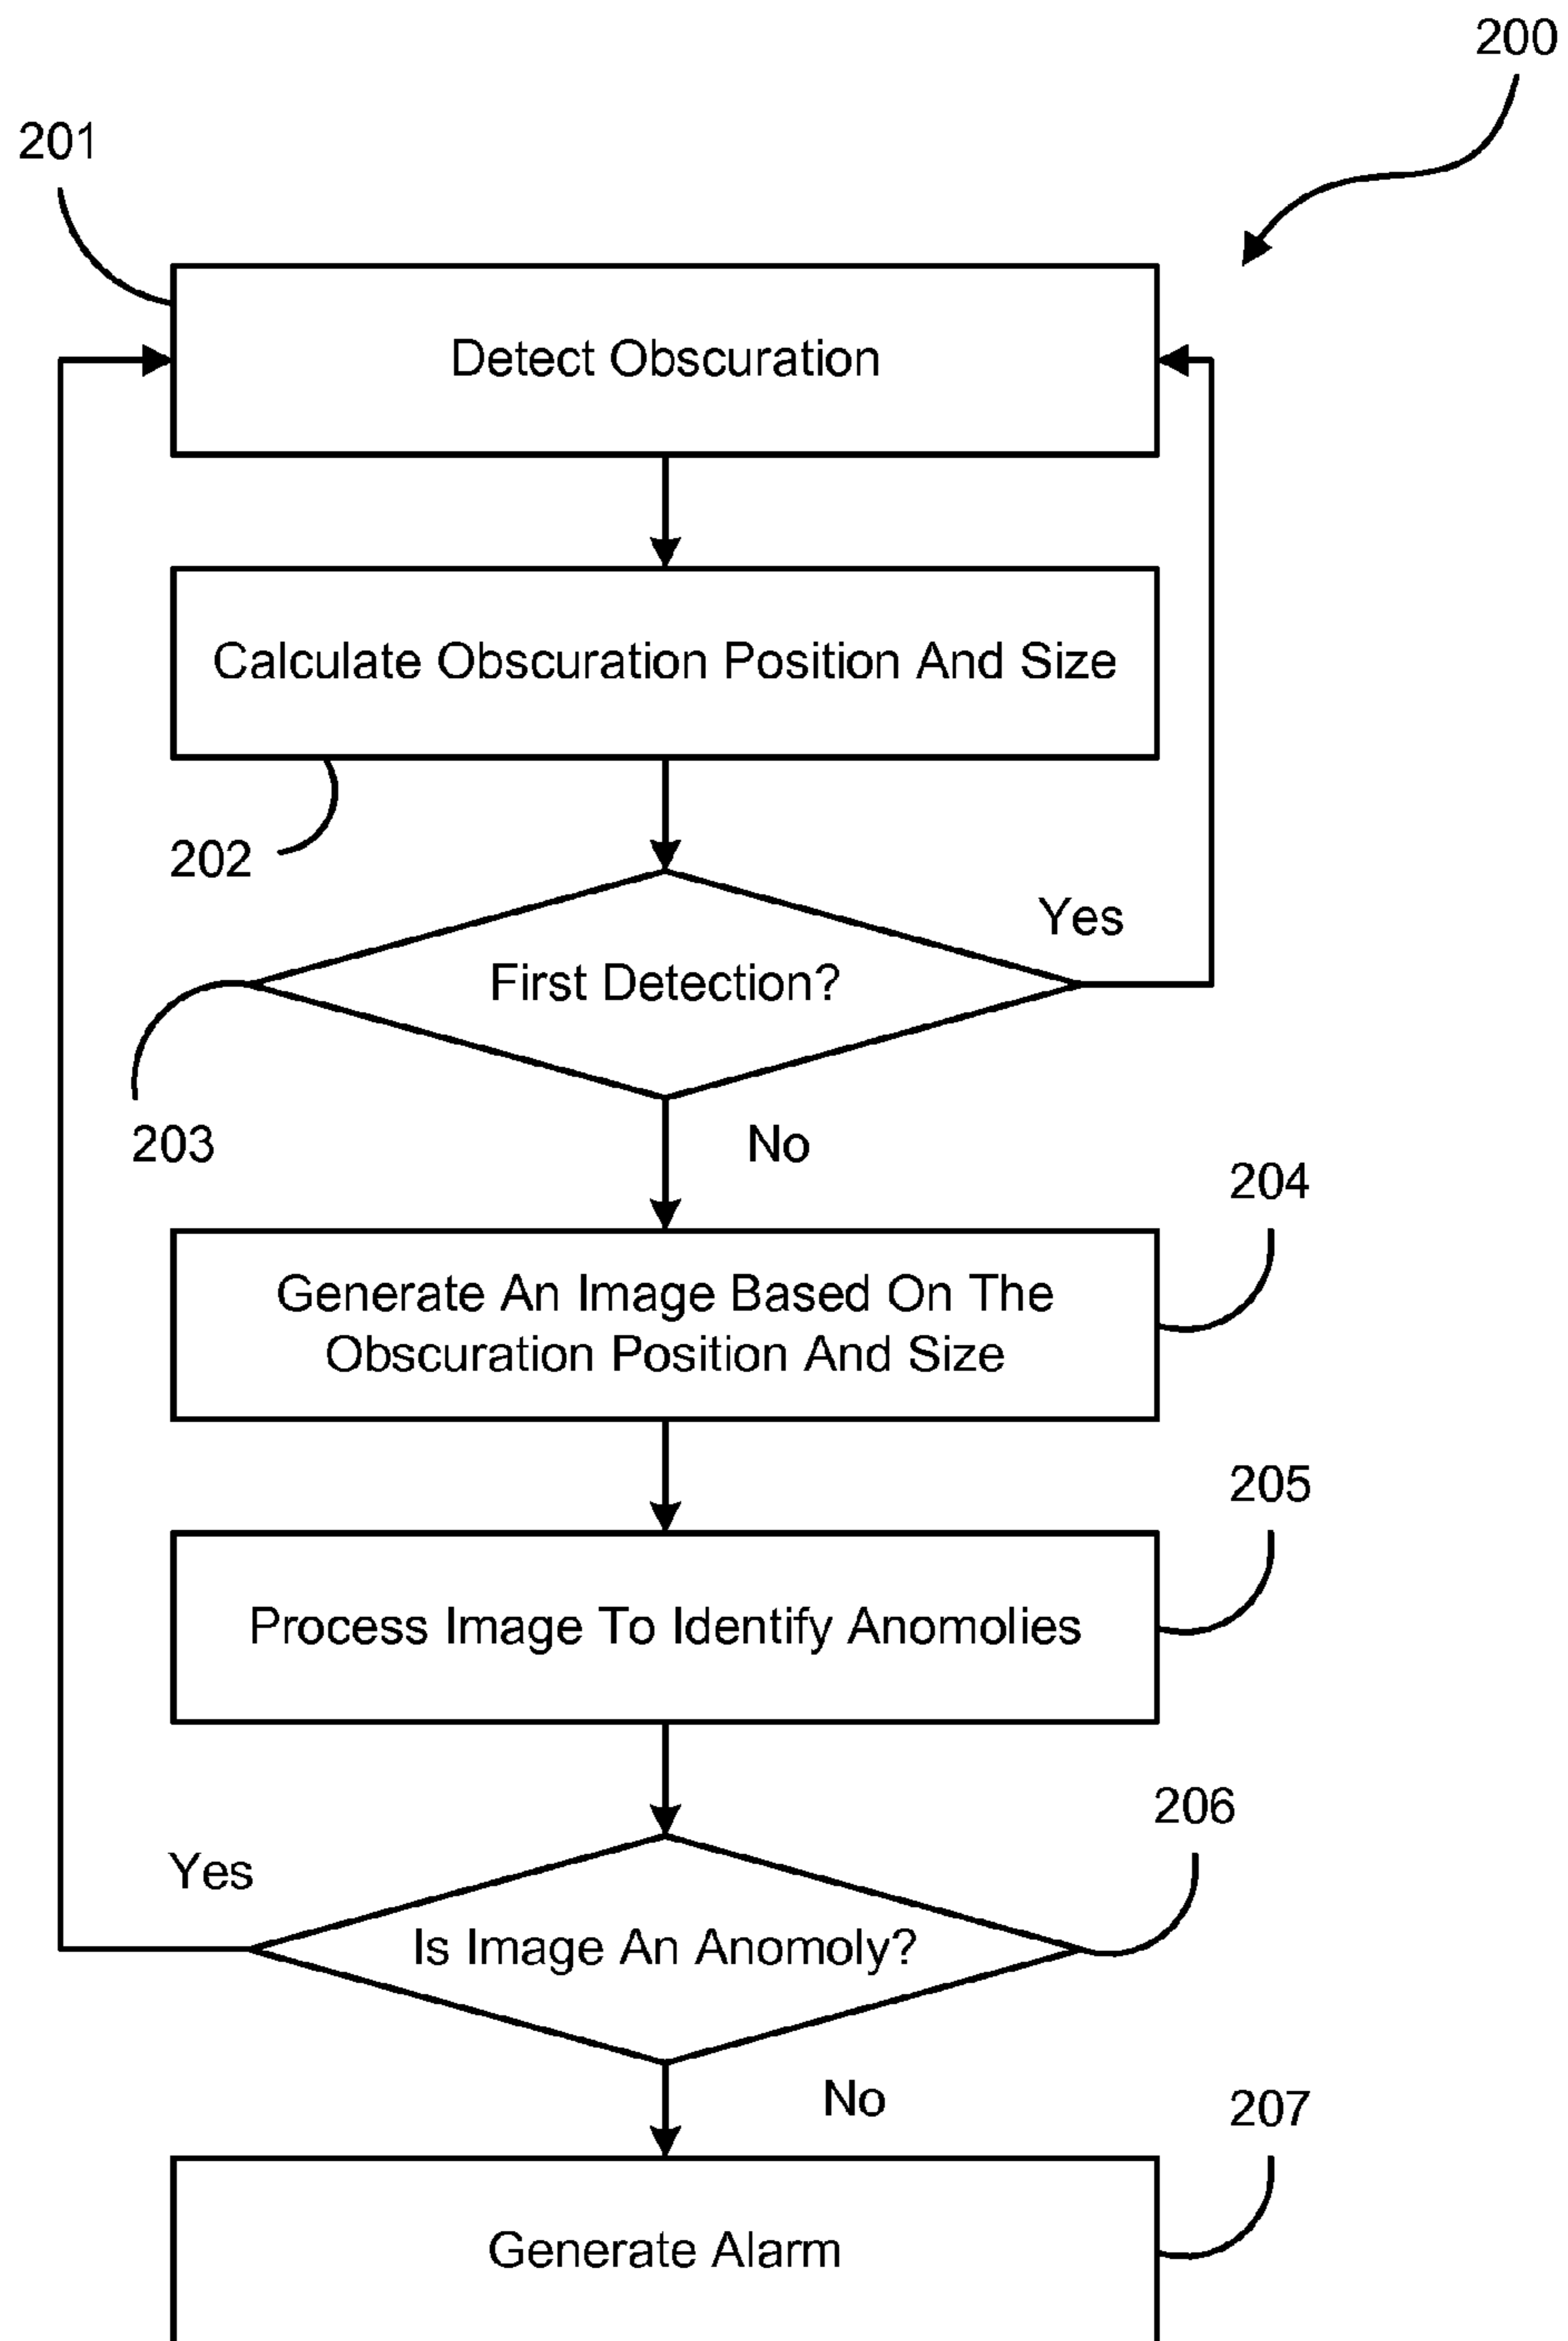 200
201
Detect Obscuration
Calculate Obscuration Position And Size
202
Yes
First Detection?
203
No
204
Generate An Image Based On The
Obscuration Position And Size
205
Process Image To Identify Anomolies
206
Yes
Is Image An Anomoly?
No
207
Generate Alarm